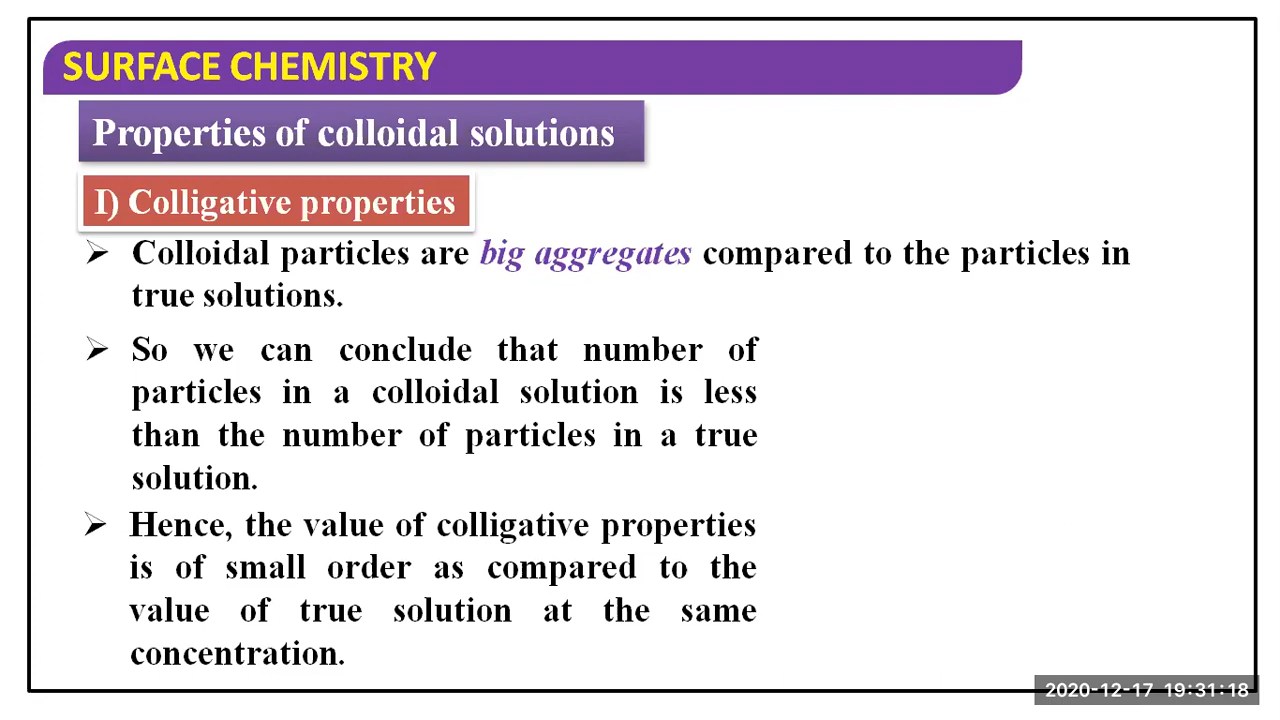 SURFACE CHEMISTRY
Properties of colloidal solutions
I) Colligative properties
➢ Colloidal particles are big aggregates compared to the particles in
true solutions.
➢ So we can conclude that number of
particles in a colloidal solution is less
than the number of particles in a true
solution.
➢ Hence, the value of colligative properties
is of small order as compared to the
value of true solution at the same
concentration.
2020-12-17 19:31:18